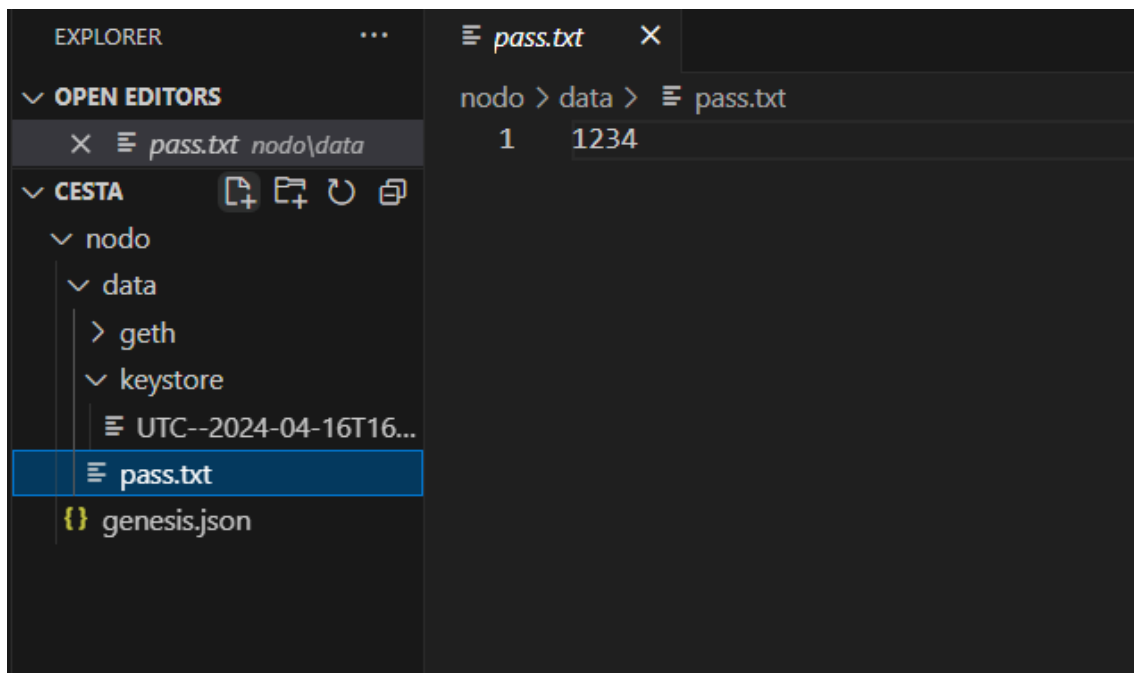 EXPLORER ...
OPEN EDITORS
pass.txt nodo\data
CESTA
nodo
data
geth
keystore
UTC--2024-04-16T16...
pass.txt
genesis.json
pass.txt
nodo > data > pass.txt
1 1234